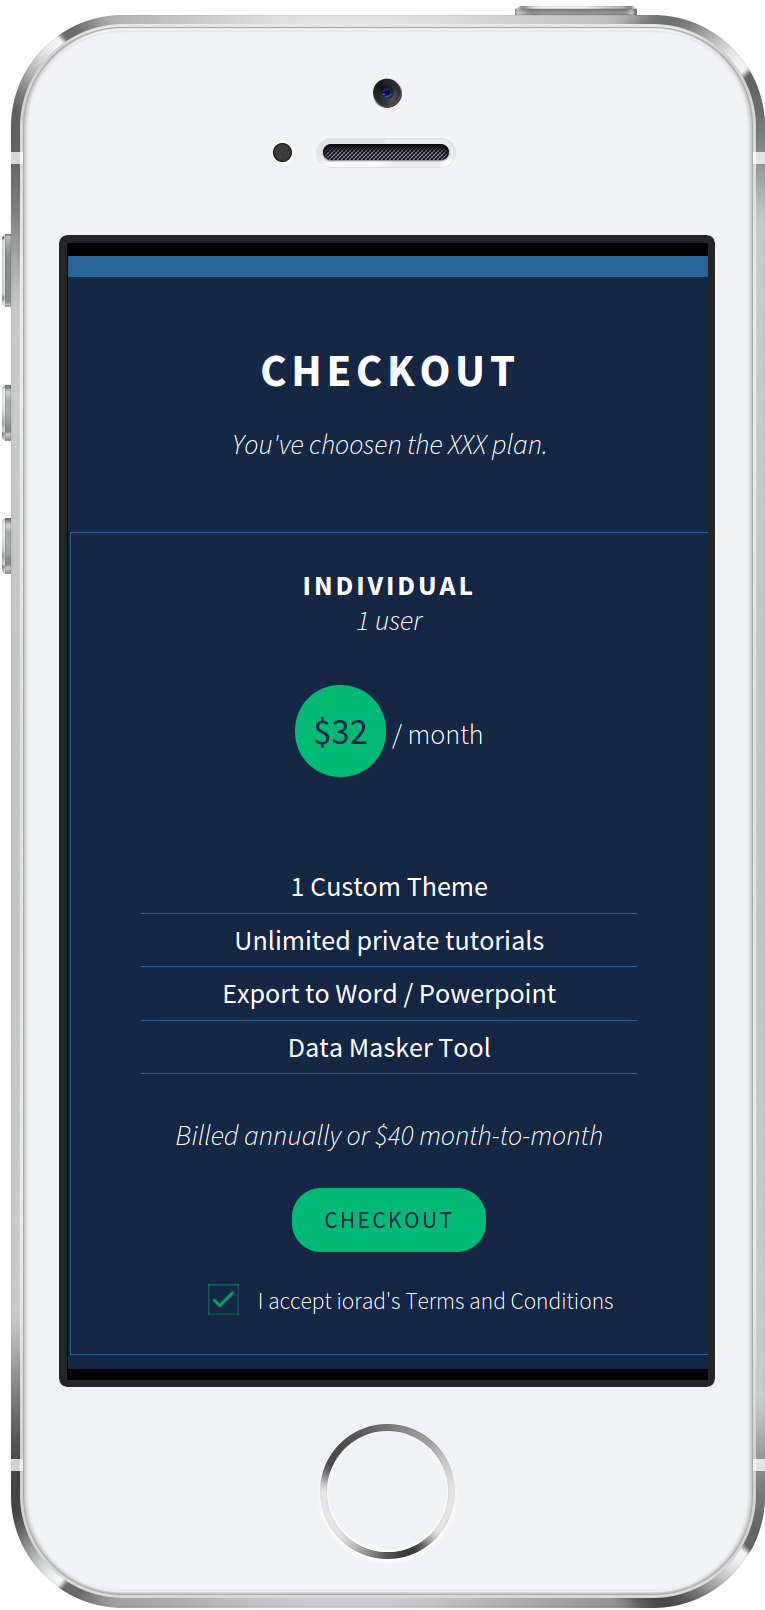 CHECKOUT
You've choosen the XXX plan.
INDIVIDUAL
1 user
$32 / month
1 Custom Theme
Unlimited private tutorials
Export to Word / Powerpoint
Data Masker Tool
Billed annually or $40 month-to-month
CHECKOUT
I accept iorad's Terms and Conditions